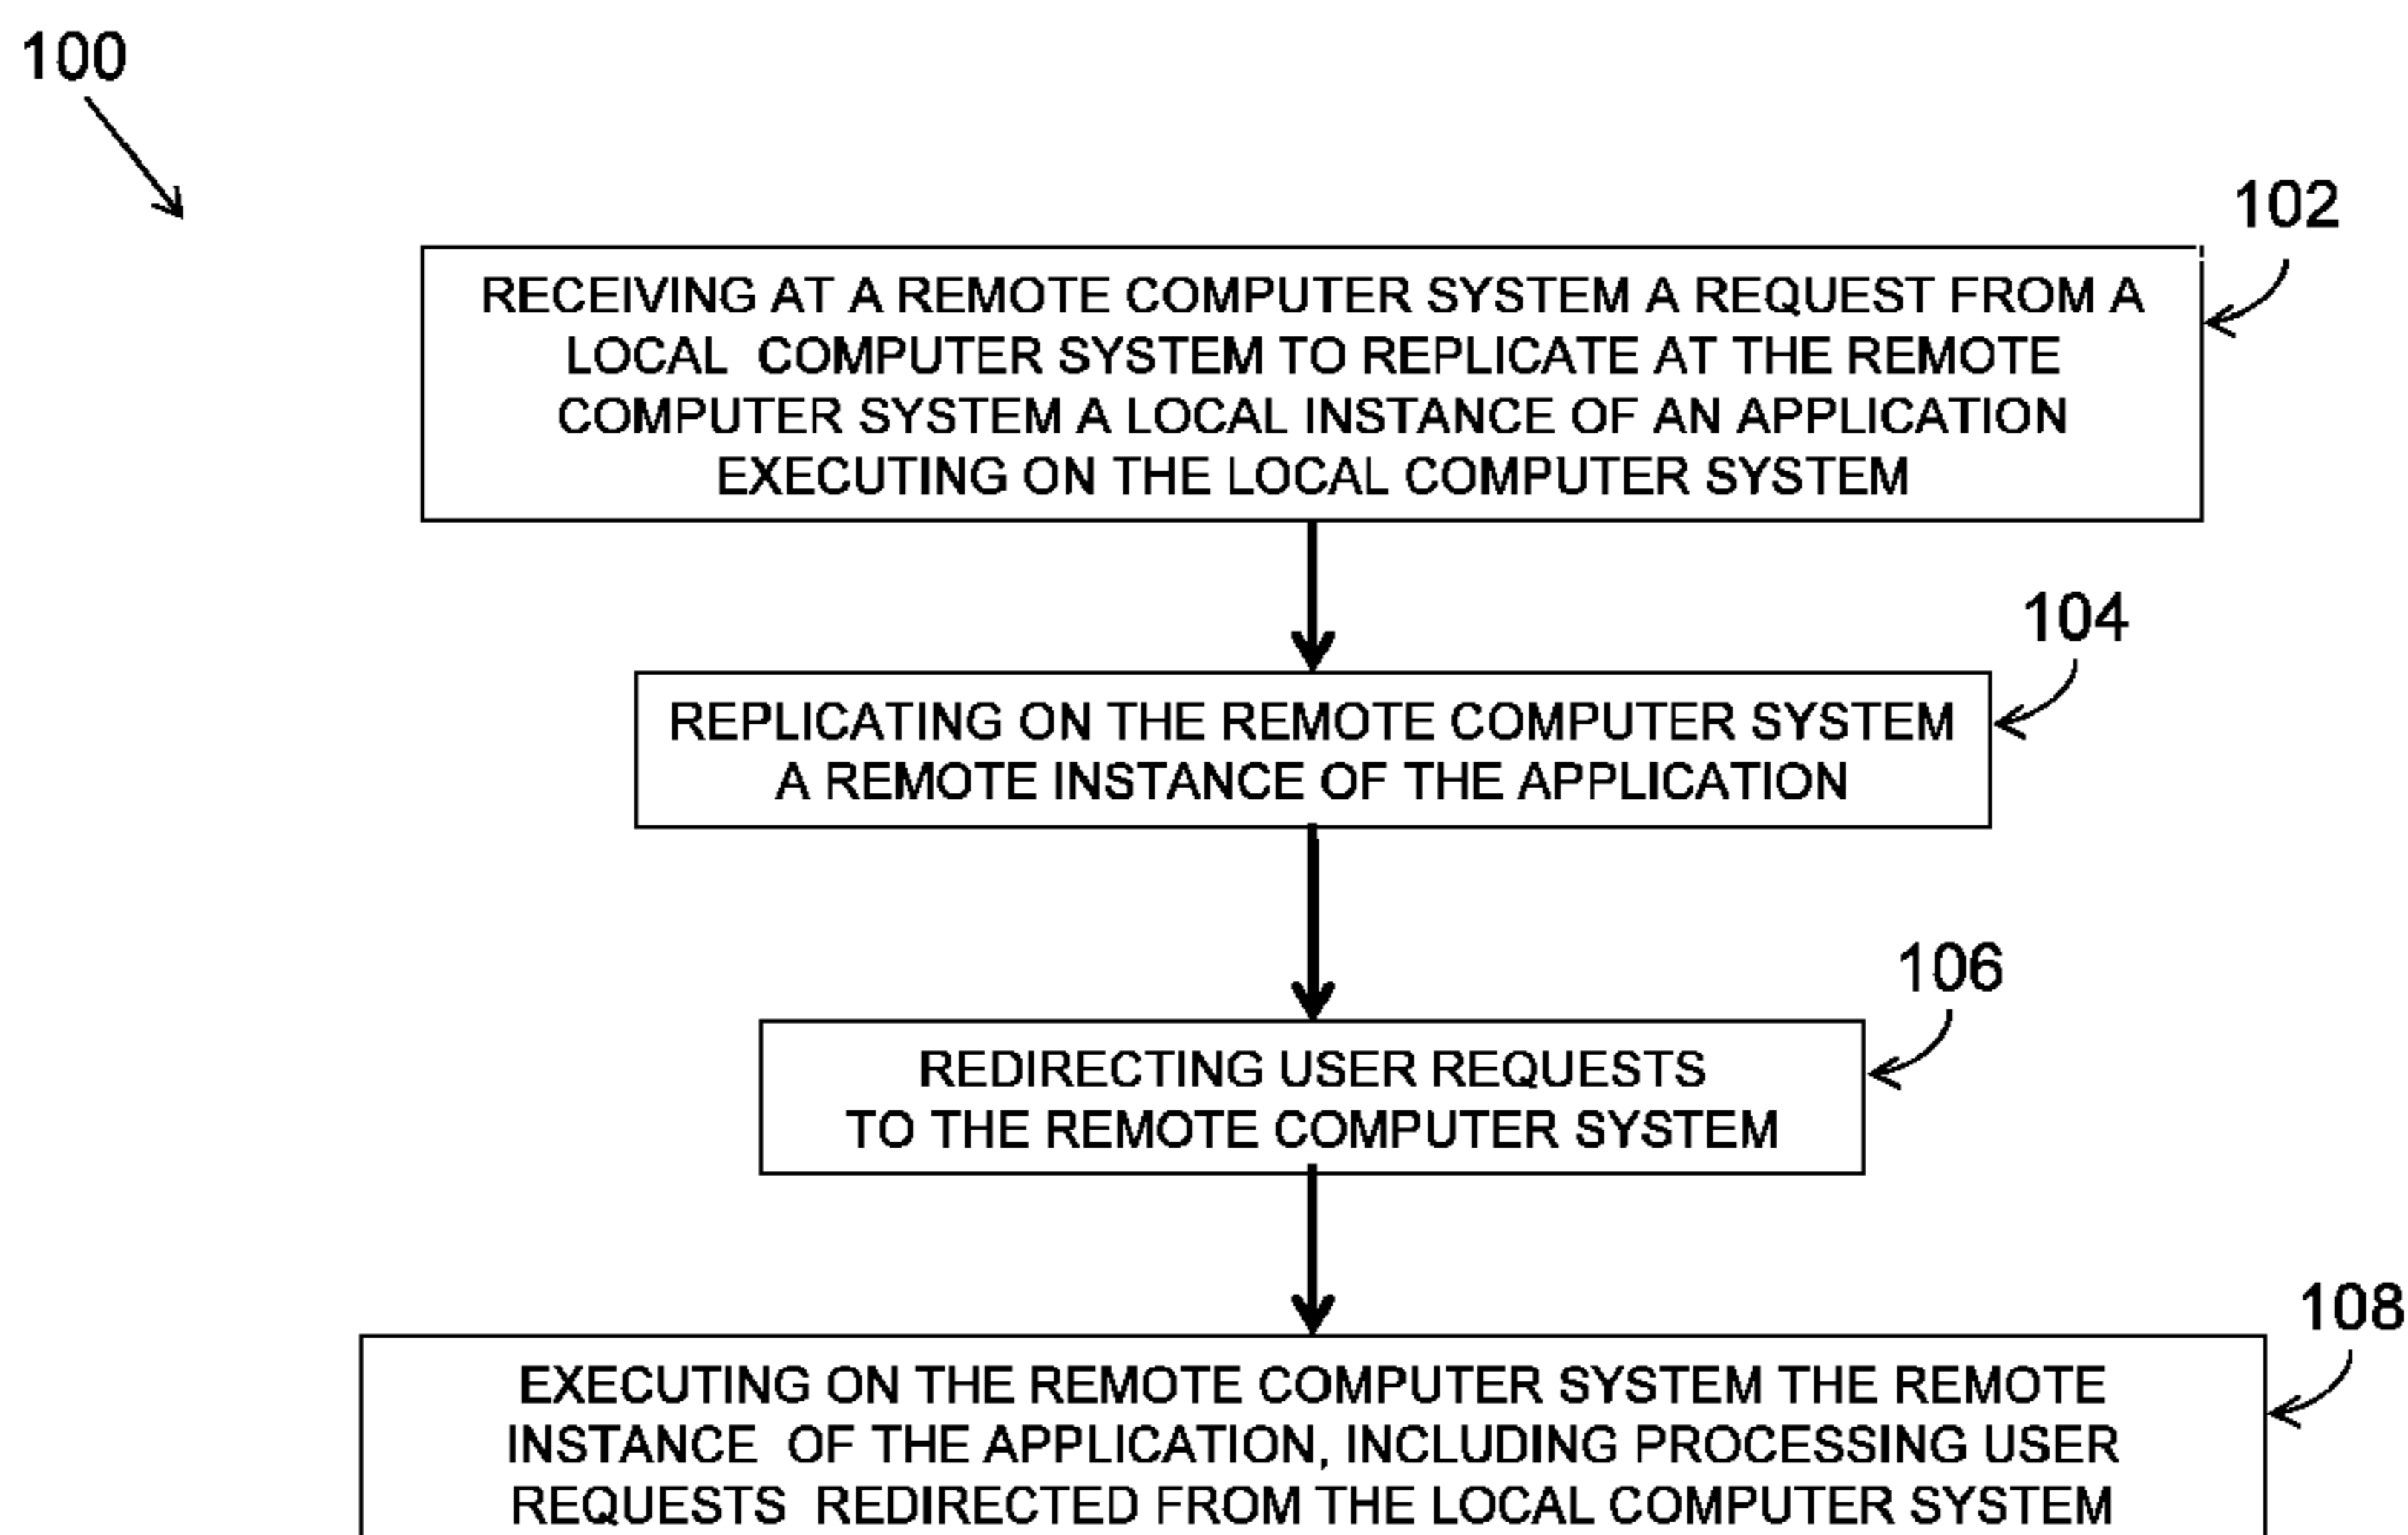 100
102
RECEIVING AT A REMOTE COMPUTER SYSTEM A REQUEST FROM A
LOCAL COMPUTER SYSTEM TO REPLICATE AT THE REMOTE
COMPUTER SYSTEM A LOCAL INSTANCE OF AN APPLICATION
EXECUTING ON THE LOCAL COMPUTER SYSTEM
104
REPLICATING ON THE REMOTE COMPUTER SYSTEM
A REMOTE INSTANCE OF THE APPLICATION
106
REDIRECTING USER REQUESTS
TO THE REMOTE COMPUTER SYSTEM
108
EXECUTING ON THE REMOTE COMPUTER SYSTEM THE REMOTE
INSTANCE OF THE APPLICATION, INCLUDING PROCESSING USER
REQUESTS REDIRECTED FROM THE LOCAL COMPUTER SYSTEM